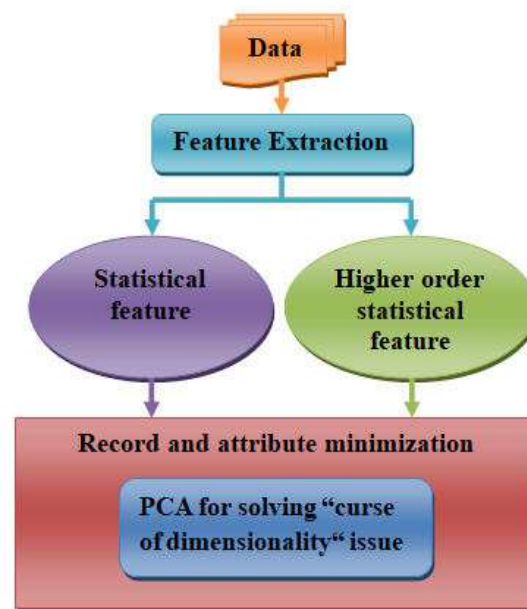 Data
Feature Extraction
Statistical
feature
Higher order
statistical
feature
Record and attribute minimization
PCA for solving “curse
of dimensionality“ issue